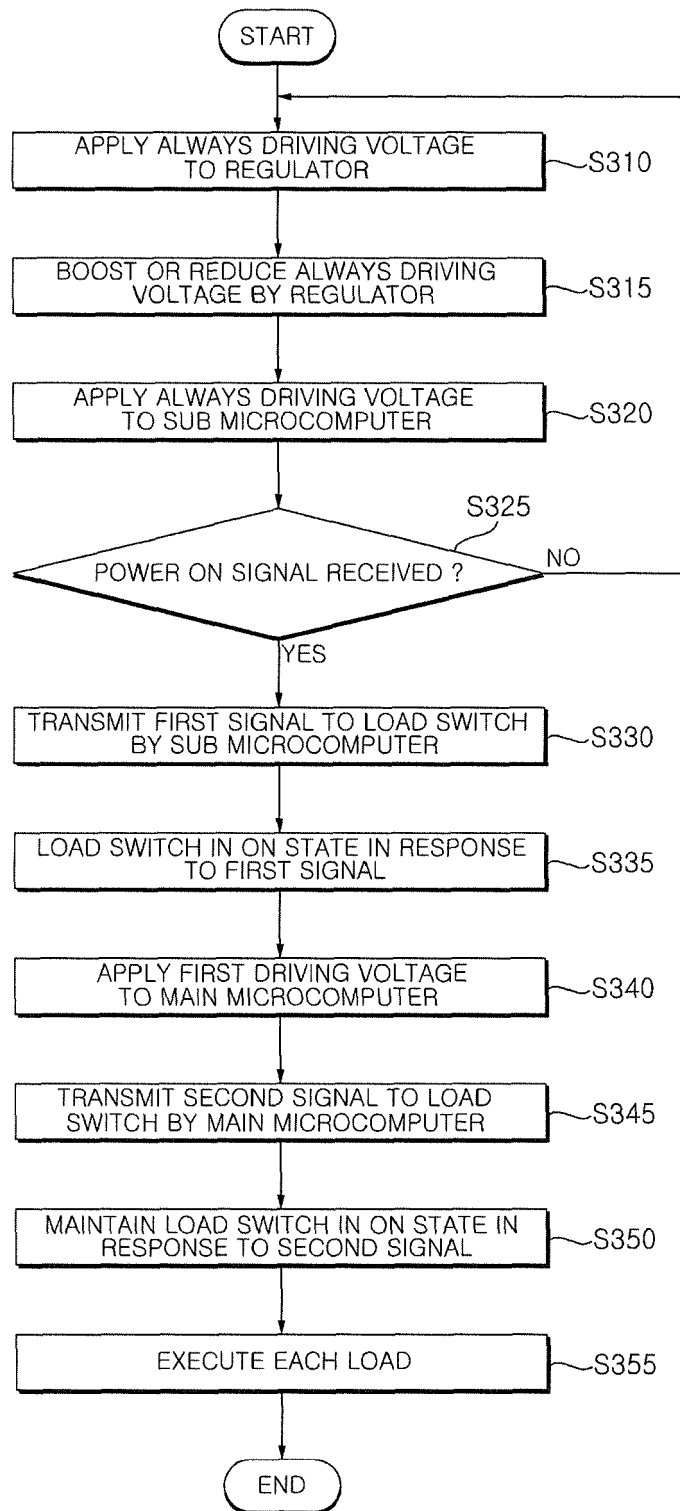 START
APPLY ALWAYS DRIVING VOLTAGE
TO REGULATOR
S310
BOOST OR REDUCE ALWAYS DRIVING
VOLTAGE BY REGULATOR
S315
APPLY ALWAYS DRIVING VOLTAGE
TO SUB MICROCOMPUTER
S320
S325
POWER ON SIGNAL RECEIVED ?
NO
YES
TRANSMIT FIRST SIGNAL TO LOAD SWITCH
BY SUB MICROCOMPUTER
S330
LOAD SWITCH IN ON STATE IN RESPONSE
TO FIRST SIGNAL
S335
APPLY FIRST DRIVING VOLTAGE
TO MAIN MICROCOMPUTER
S340
TRANSMIT SECOND SIGNAL TO LOAD
SWITCH BY MAIN MICROCOMPUTER
S345
MAINTAIN LOAD SWITCH IN ON STATE IN
RESPONSE TO SECOND SIGNAL
S350
EXECUTE EACH LOAD
S355
END